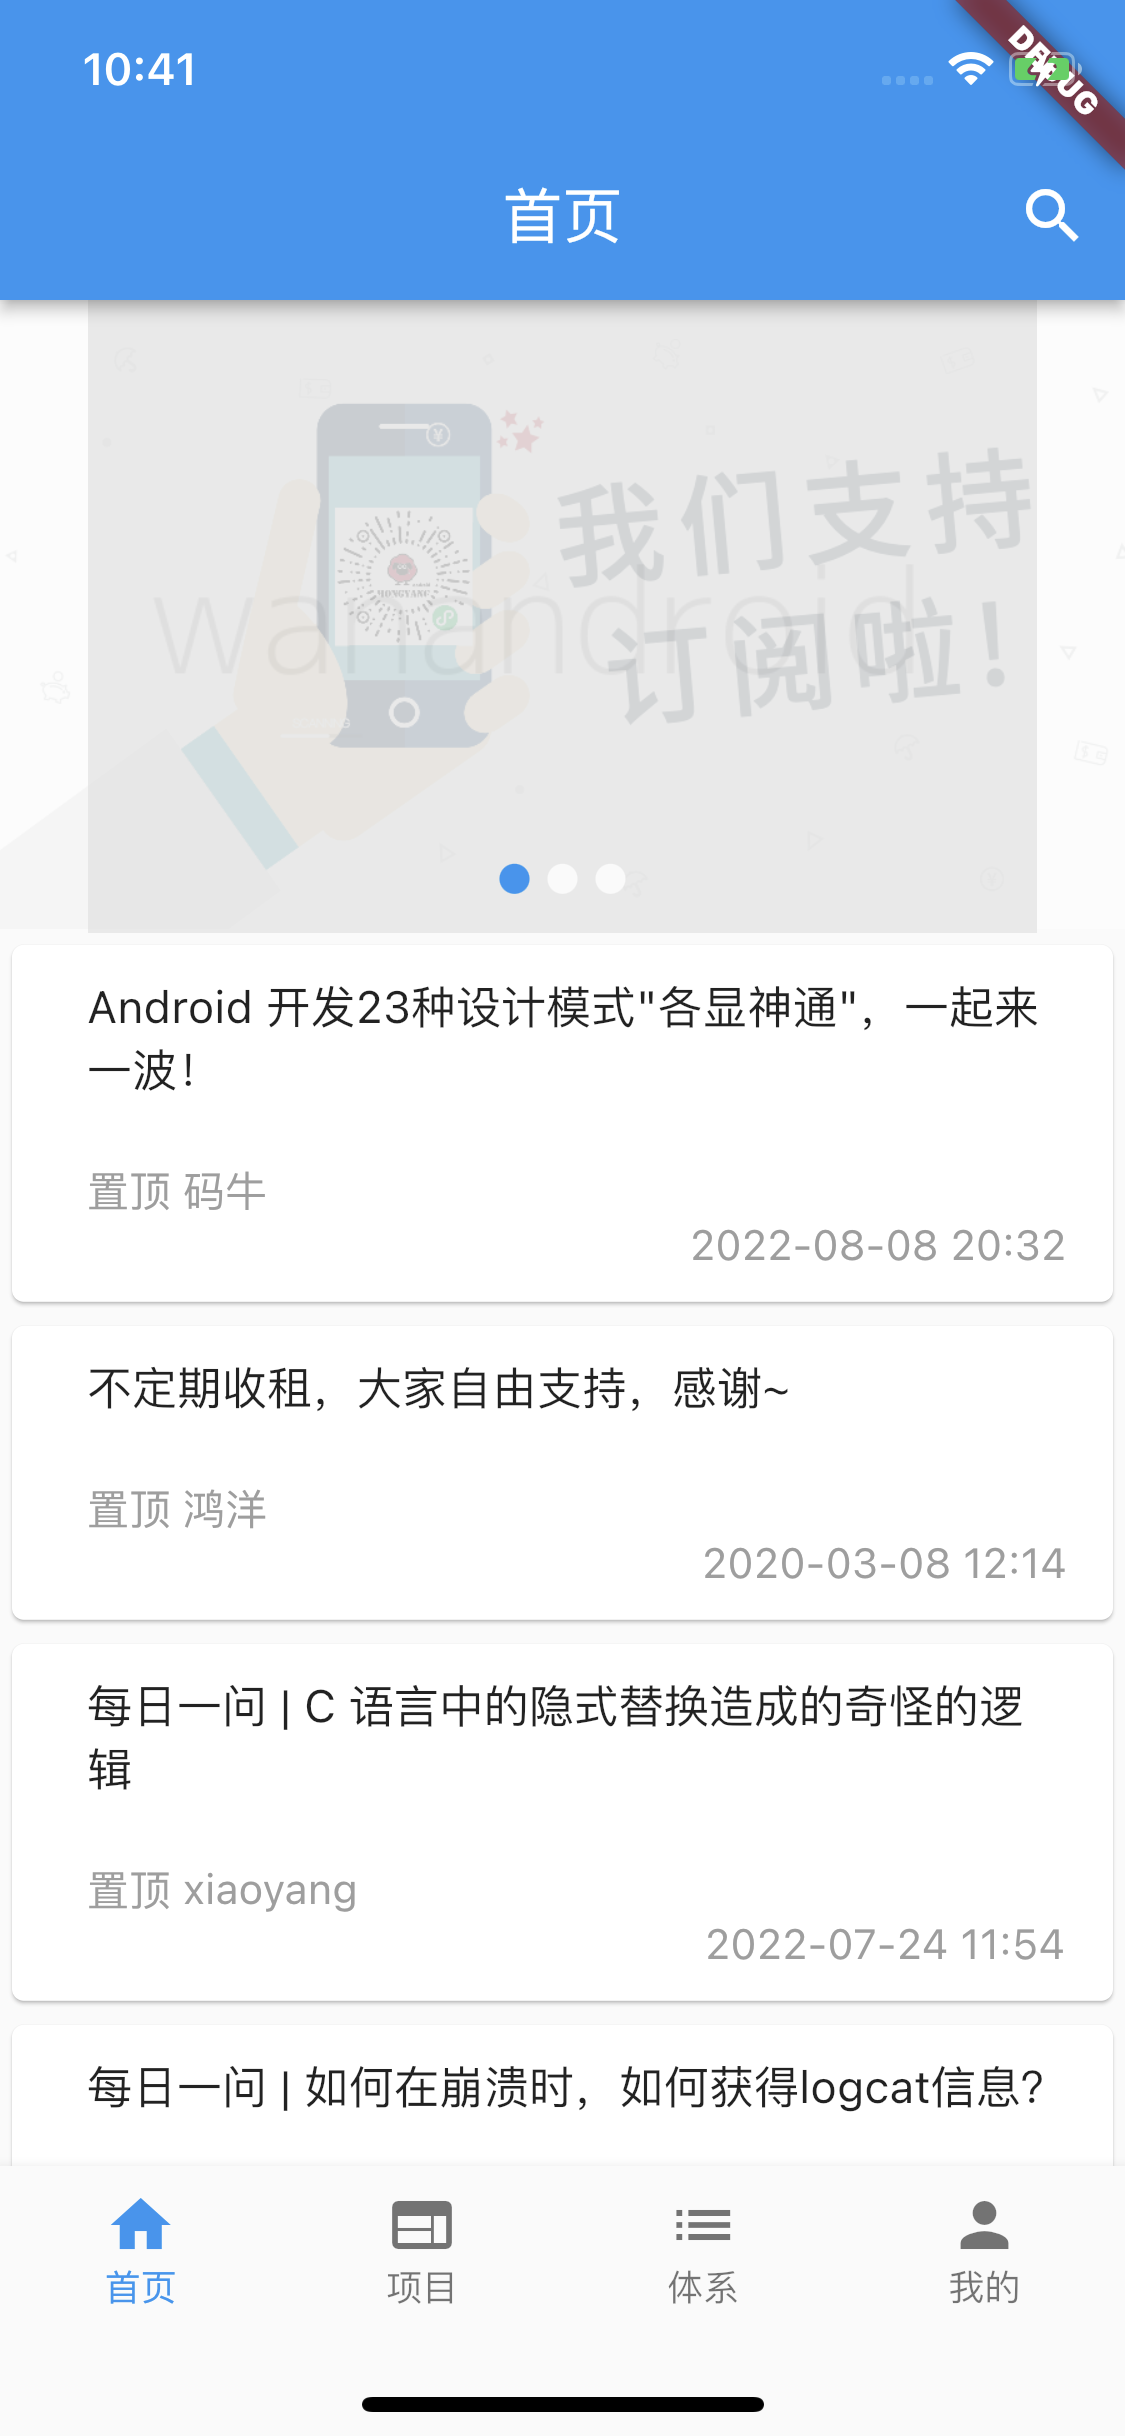 10:41
DEBUG
首页
我们支持
订阅啦!
wanandroid
HONGYANG
Android 开发23种设计模式"各显神通"，一起来
一波！
置顶 码牛
2022-08-08 20:32
不定期收租，大家自由支持，感谢~
置顶 鸿洋
2020-03-08 12:14
每日一问 | C 语言中的隐式替换造成的奇怪的逻
辑
置顶 xiaoyang
2022-07-24 11:54
每日一问 | 如何在崩溃时，如何获得logcat信息?
首页
项目
体系
我的